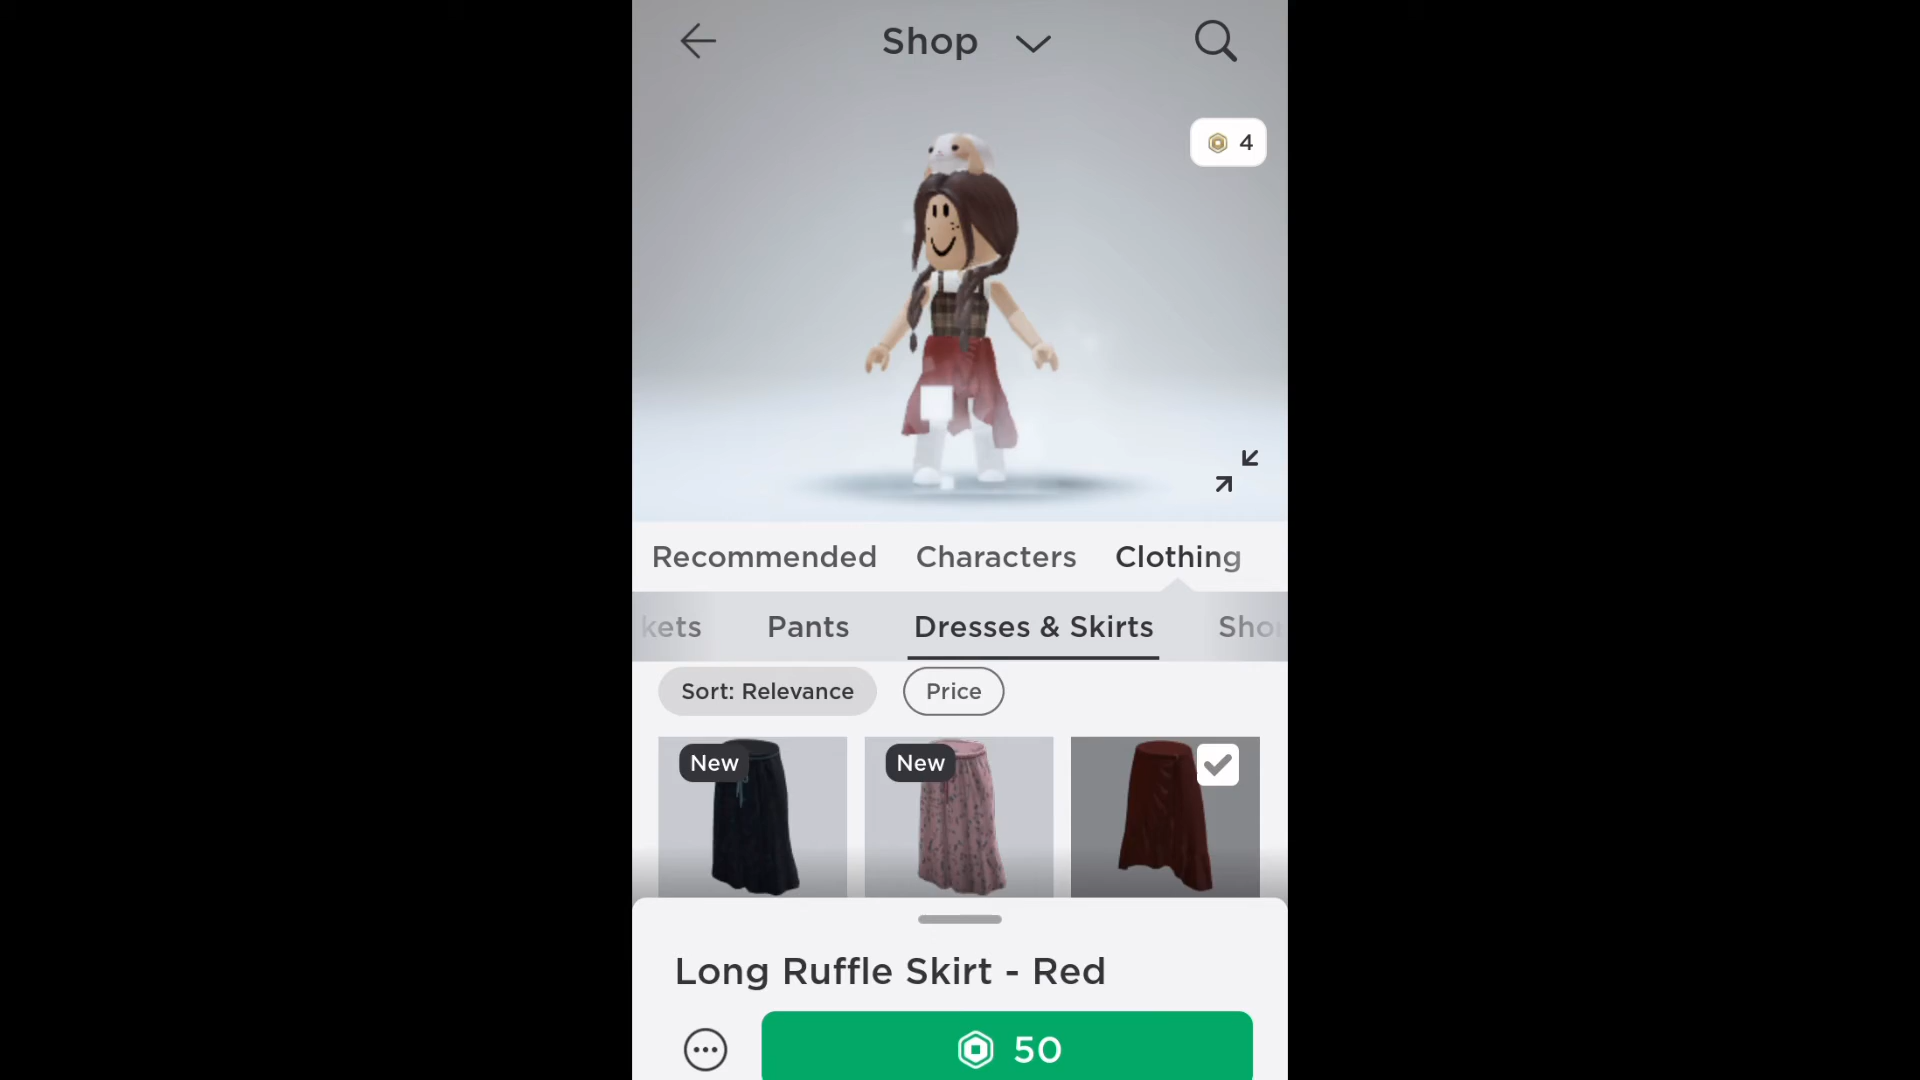 Shop
4
Recommended Characters Clothing
kets Pants Dresses & Skirts Sho
Sort: Relevance Price
New New
Long Ruffle Skirt - Red
50